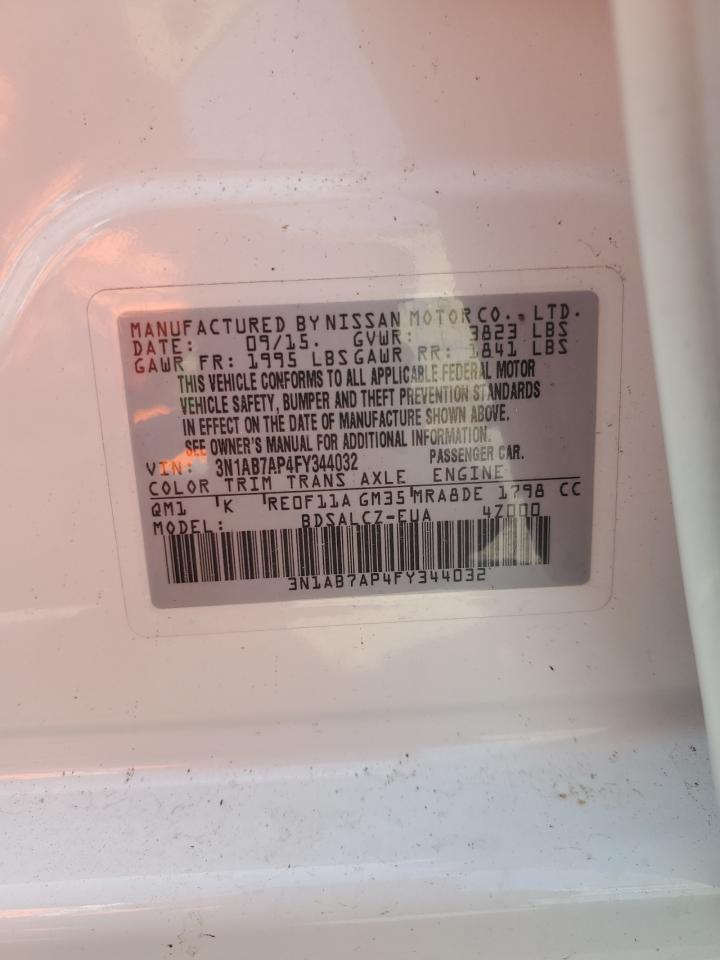 MANUFACTURED BY NISSAN MOTOR CO., LTD.
DATE: 09/15. GVWR: 3823 LBS
GAWR FR: 1995 LBS GAWR RR: 1841 LBS
THIS VEHICLE CONFORMS TO ALL APPLICABLE FEDERAL MOTOR
VEHICLE SAFETY, BUMPER AND THEFT PREVENTION STANDARDS
IN EFFECT ON THE DATE OF MANUFACTURE SHOWN ABOVE.
SEE OWNER'S MANUAL FOR ADDITIONAL INFORMATION.
VIN: 3N1AB7AP4FY344032 PASSENGER CAR.
COLOR TRIM TRANS AXLE ENGINE
QM1 K RE0F11A GM35 MRA8DE 1798 CC
MODEL: BDSALCZ-EUA 4Z000
3N1AB7AP4FY344032